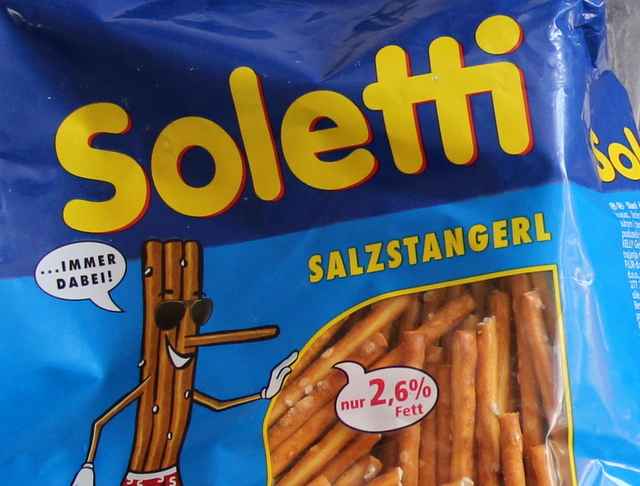 Soletti
SALZSTANGERL
...IMMER
DABEI!
nur 2,6%
Fett
Sol